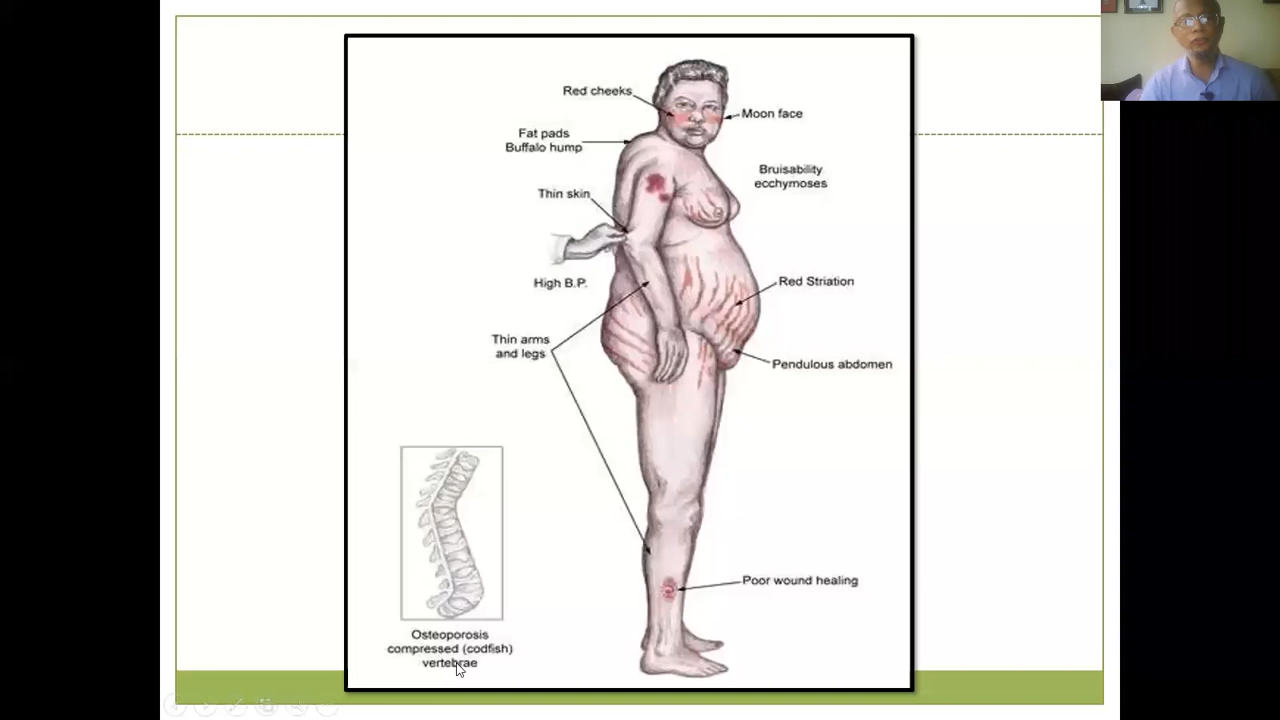 Red cheeks
Moon face
Fat pads
Buffalo hump
Bruisability
ecchymoses
Thin skin
High B.P.
Red Striation
Thin arms
and legs
Pendulous abdomen
Poor wound healing
Osteoporosis
compressed (codfish)
vertebrae